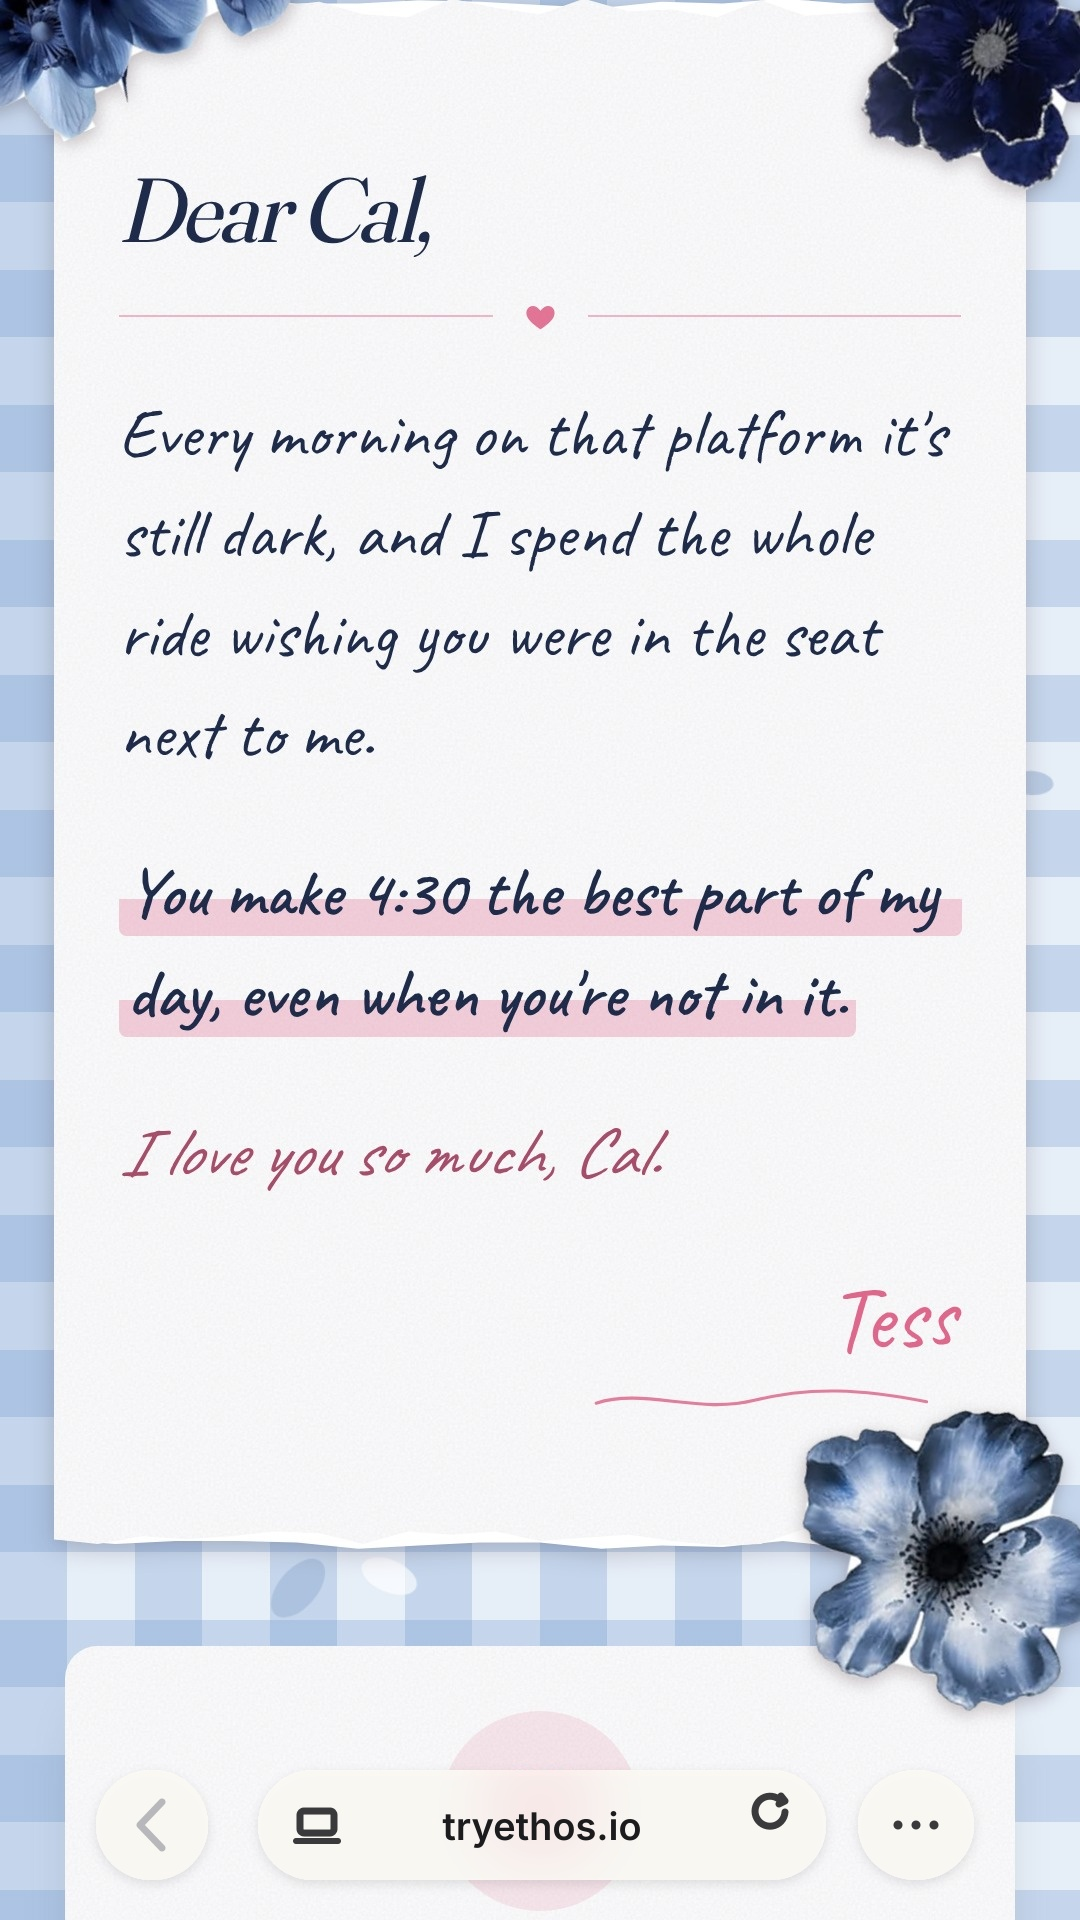 Dear Cal,
Every morning on that platform it's
still dark, and I spend the whole
ride wishing you were in the seat
next to me.
You make 4:30 the best part of my
day, even when you're not in it.
I love you so much, Cal.
Tess
tryethos.io